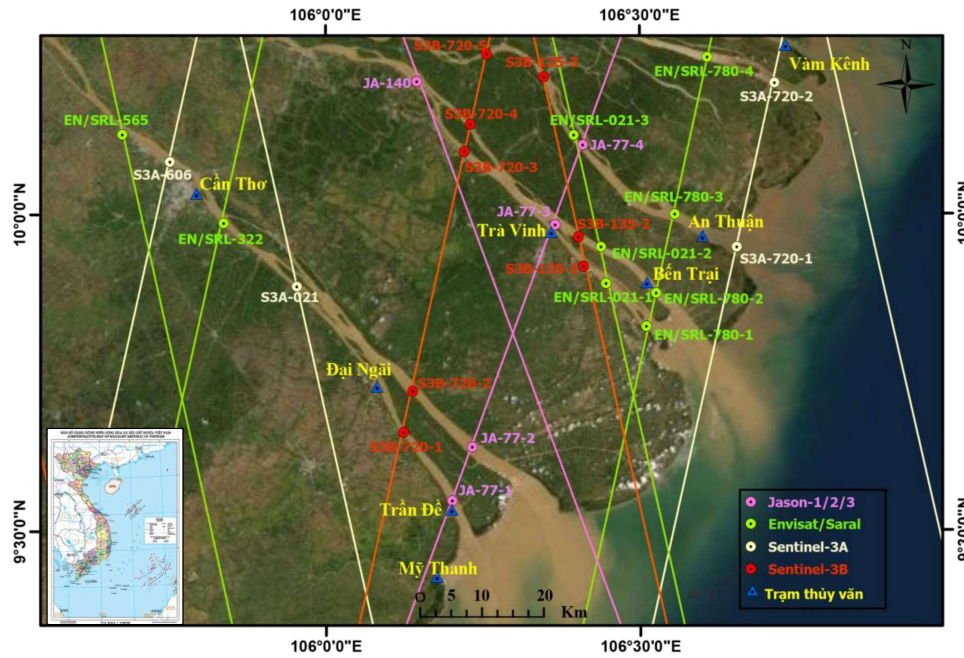 106°0'0"E
106°30'0"E
N
S3B-720-5
Vàm Kênh
S3B-135-3
EN/SRL-780-4
JA-140
S3A-720-2
EN/SRL-565
S3B-720-4
EN/SRL-021-3
JA-77-4
S3B-720-3
S3A-606
Cần Thơ
EN/SRL-780-3
10°0'0"N
10°0'0"N
JA-77-3
S3B-135-2
An Thuận
Trà Vinh
EN/SRL-322
EN/SRL-021-2
S3A-720-1
S3B-135-1
Bến Trại
S3A-021
EN/SRL-021-1
EN/SRL-780-2
EN/SRL-780-1
Đại Ngãi
S3B-720-2
S3B-720-1
JA-77-2
JA-77-1
Trần Đề
9°30'0"N
9°30'0"N
Mỹ Thanh
0 5 10 20
Km
Jason-1/2/3
Envisat/Saral
Sentinel-3A
Sentinel-3B
Trạm thủy văn
106°0'0"E
106°30'0"E